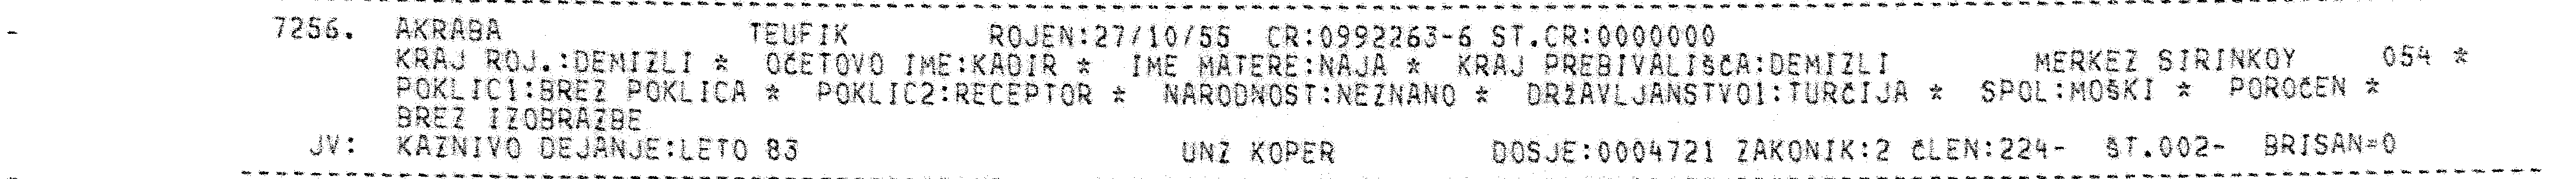 7256. AKRABA TEUFIK ROJEN:27/10/55 CR:0992263-6 ST.CR:0000000
KRAJ ROJ.:DEMIZLI * OČETOVO IME:KADIR * IME MATERE:NAJA * KRAJ PREBIVALIŠČA:DEMIZLI MERKEZ SIRINKOY 054 *
POKLIC1:BREZ POKLICA * POKLIC2:RECEPTOR * NARODNOST:NEZNANO * DRŽAVLJANSTVO1:TURČIJA * SPOL:MOŠKI * POROČEN *
BREZ IZOBRAZBE
JV: KAZNIVO DEJANJE:LETO 83 UNZ KOPER DOSJE:0004721 ZAKONIK:2 ČLEN:224- ŠT.002- BRISAN=0